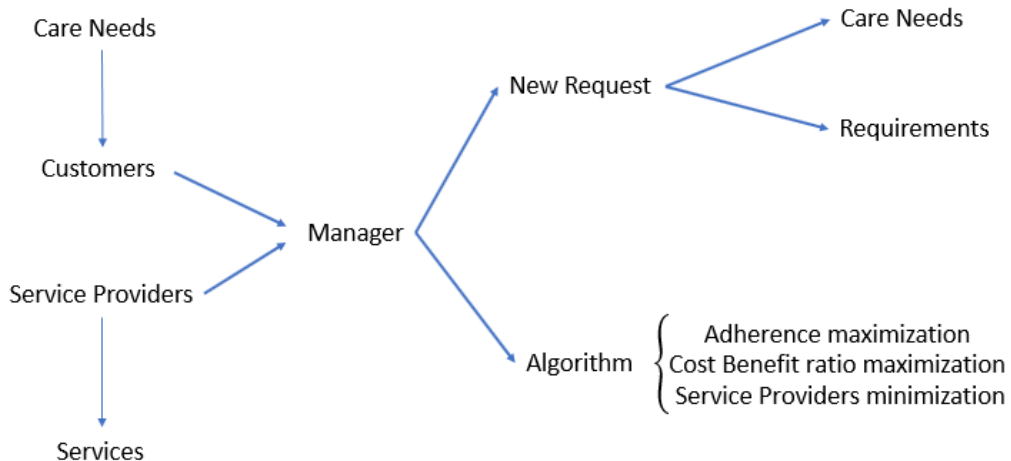 Care Needs
Customers
Service Providers
Services
Manager
New Request
Care Needs
Requirements
Algorithm
Adherence maximization
Cost Benefit ratio maximization
Service Providers minimization